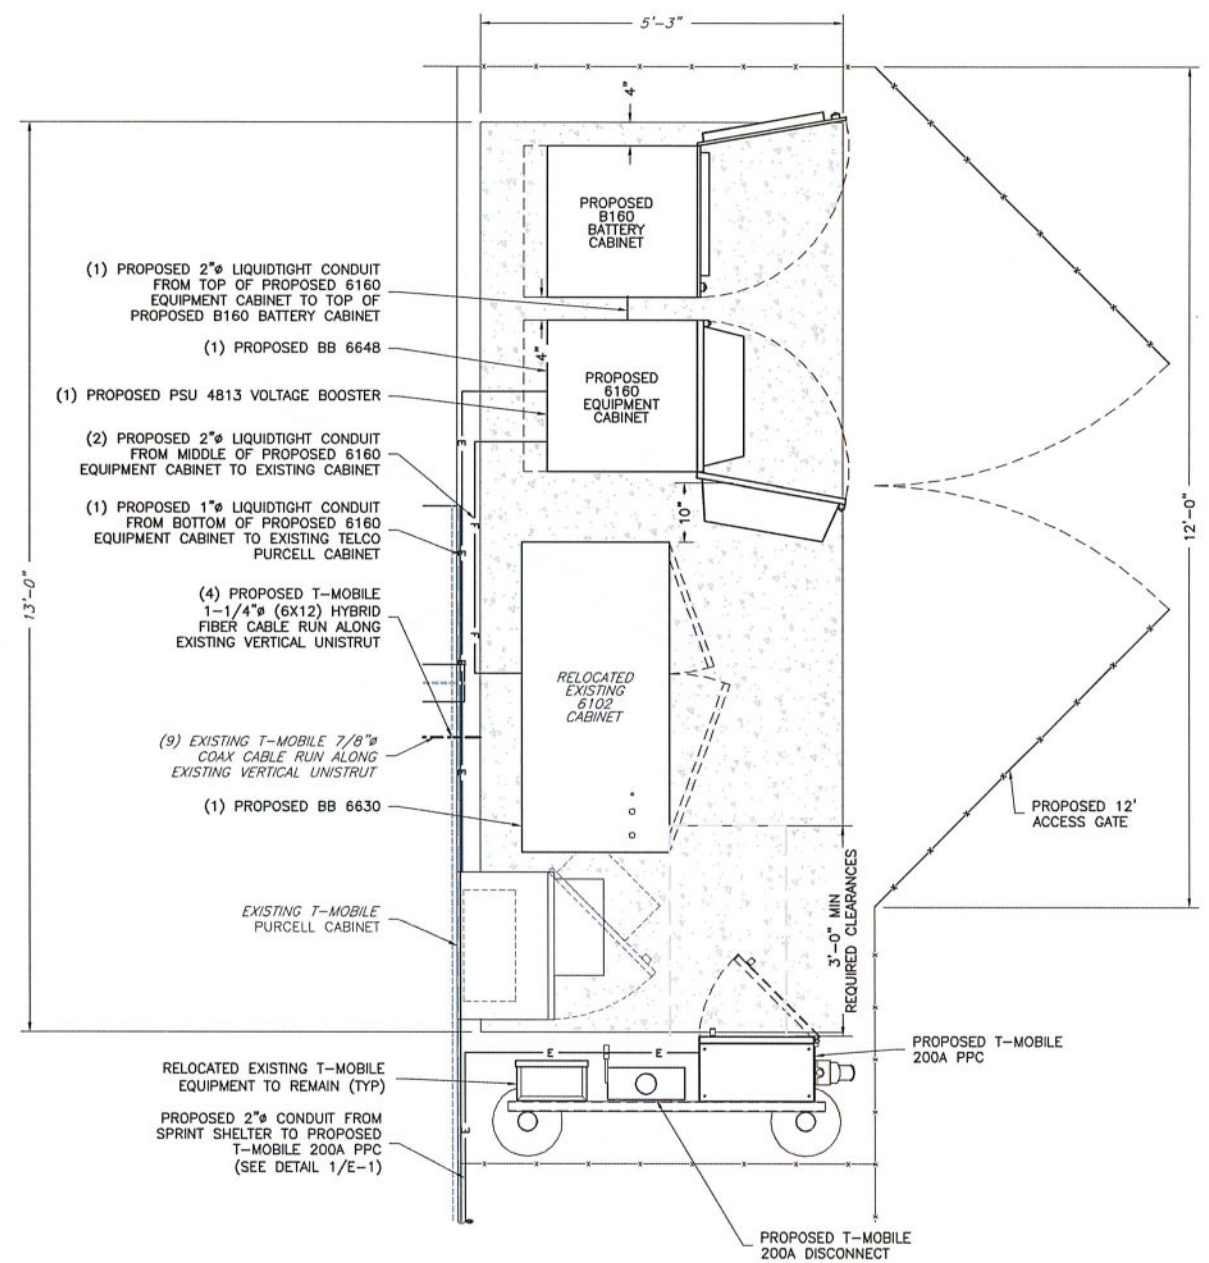 5'-3"
4"
PROPOSED
B160
BATTERY
CABINET
(1) PROPOSED 2"ø LIQUIDTIGHT CONDUIT
FROM TOP OF PROPOSED 6160
EQUIPMENT CABINET TO TOP OF
PROPOSED B160 BATTERY CABINET
(1) PROPOSED BB 6648
4"
PROPOSED
6160
EQUIPMENT
CABINET
(1) PROPOSED PSU 4813 VOLTAGE BOOSTER
(2) PROPOSED 2"ø LIQUIDTIGHT CONDUIT
FROM MIDDLE OF PROPOSED 6160
EQUIPMENT CABINET TO EXISTING CABINET
E
(1) PROPOSED 1"ø LIQUIDTIGHT CONDUIT
FROM BOTTOM OF PROPOSED 6160
EQUIPMENT CABINET TO EXISTING TELCO
PURCELL CABINET
F
E
10"
12'-0"
13'-0"
(4) PROPOSED T-MOBILE
1-1/4"ø (6X12) HYBRID
FIBER CABLE RUN ALONG
EXISTING VERTICAL UNISTRUT
F
RELOCATED
EXISTING
6102
CABINET
(9) EXISTING T-MOBILE 7/8"ø
COAX CABLE RUN ALONG
EXISTING VERTICAL UNISTRUT
E
(1) PROPOSED BB 6630
PROPOSED 12'
ACCESS GATE
EXISTING T-MOBILE
PURCELL CABINET
3'-0" MIN
REQUIRED CLEARANCES
PROPOSED T-MOBILE
200A PPC
E
E
RELOCATED EXISTING T-MOBILE
EQUIPMENT TO REMAIN (TYP)
PROPOSED 2"ø CONDUIT FROM
SPRINT SHELTER TO PROPOSED
T-MOBILE 200A PPC
(SEE DETAIL 1/E-1)
E
PROPOSED T-MOBILE
200A DISCONNECT